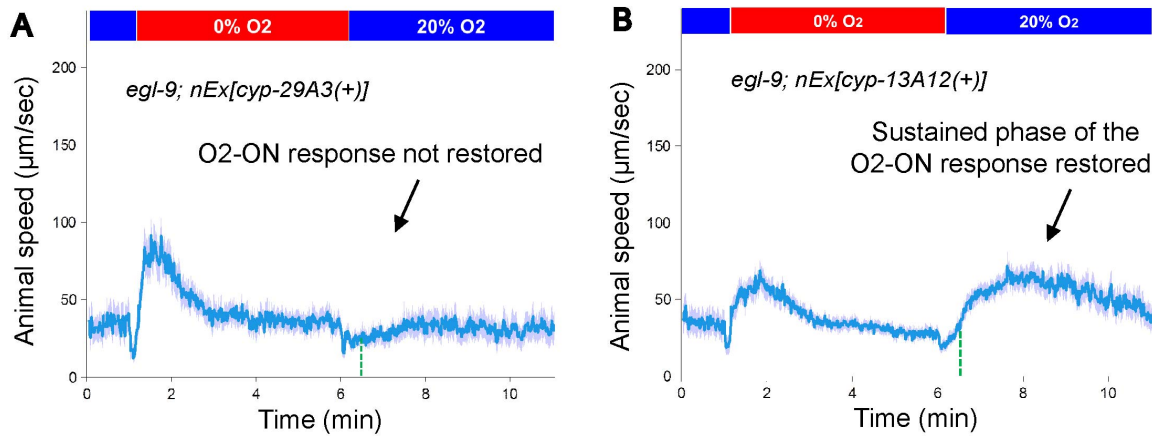 A
0% O2
20% O2
egl-9; nEx[cyp-29A3(+)]
O2-ON response not restored
Animal speed (μm/sec)
200
150
100
50
0
0
2
4
6
8
10
Time (min)
B
0% O2
20% O2
egl-9; nEx[cyp-13A12(+)]
Sustained phase of the
O2-ON response restored
Animal speed (μm/sec)
200
150
100
50
0
0
2
4
6
8
10
Time (min)